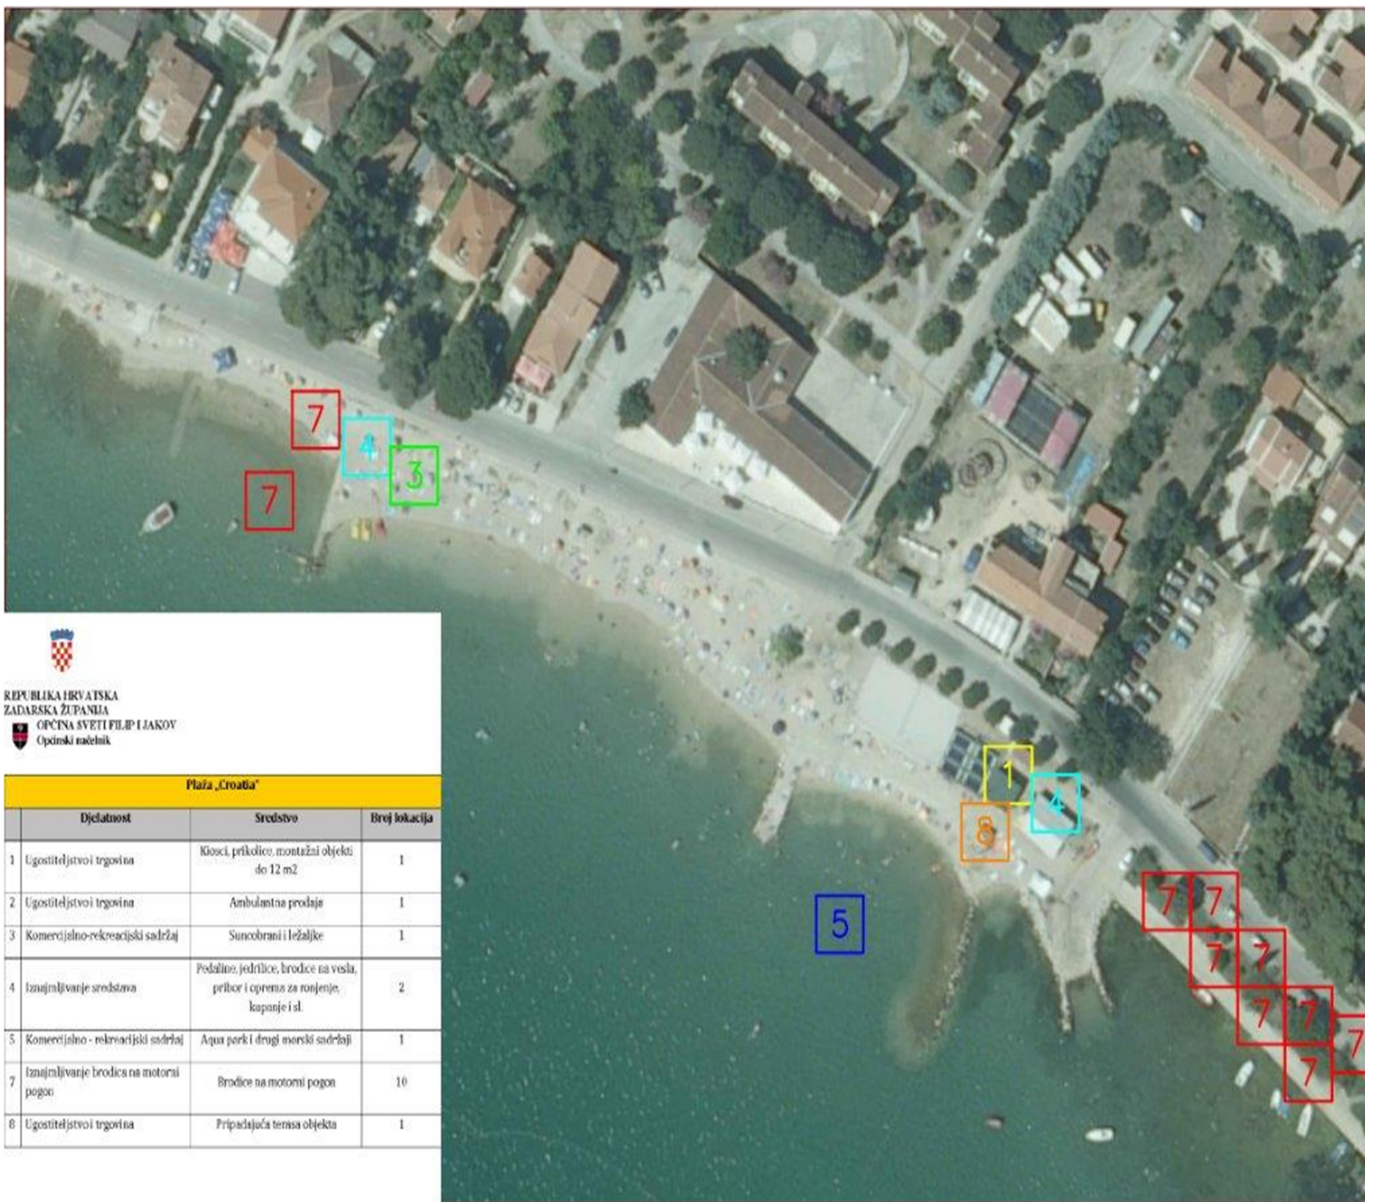 7
4
3
7
1
4
8
5
7 7
7 7
7 7
7
7
REPUBLIKA HRVATSKA
ZADARSKA ŽUPANIJA
OPĆINA SVETI FILIP I JAKOV
Općinski načelnik
Plaža „Croatia"
Djelatnost Sredstvo Broj lokacija
1 Ugostiteljstvo i trgovina Kiosci, prikolice, montažni objekti do 12 m2 1
2 Ugostiteljstvo i trgovina Ambulantna prodaja 1
3 Komercijalno-rekreacijski sadržaj Suncobrani i ležaljke 1
4 Iznajmljivanje sredstava Pedaline, jedrilice, brodice na vesla, pribor i oprema za ronjenje, kupanje i sl. 2
5 Komercijalno - rekreacijski sadržaj Aqua park i drugi morski sadržaji 1
7 Iznajmljivanje brodica na motorni pogon Brodice na motorni pogon 10
8 Ugostiteljstvo i trgovina Pripadajuća terasa objekta 1